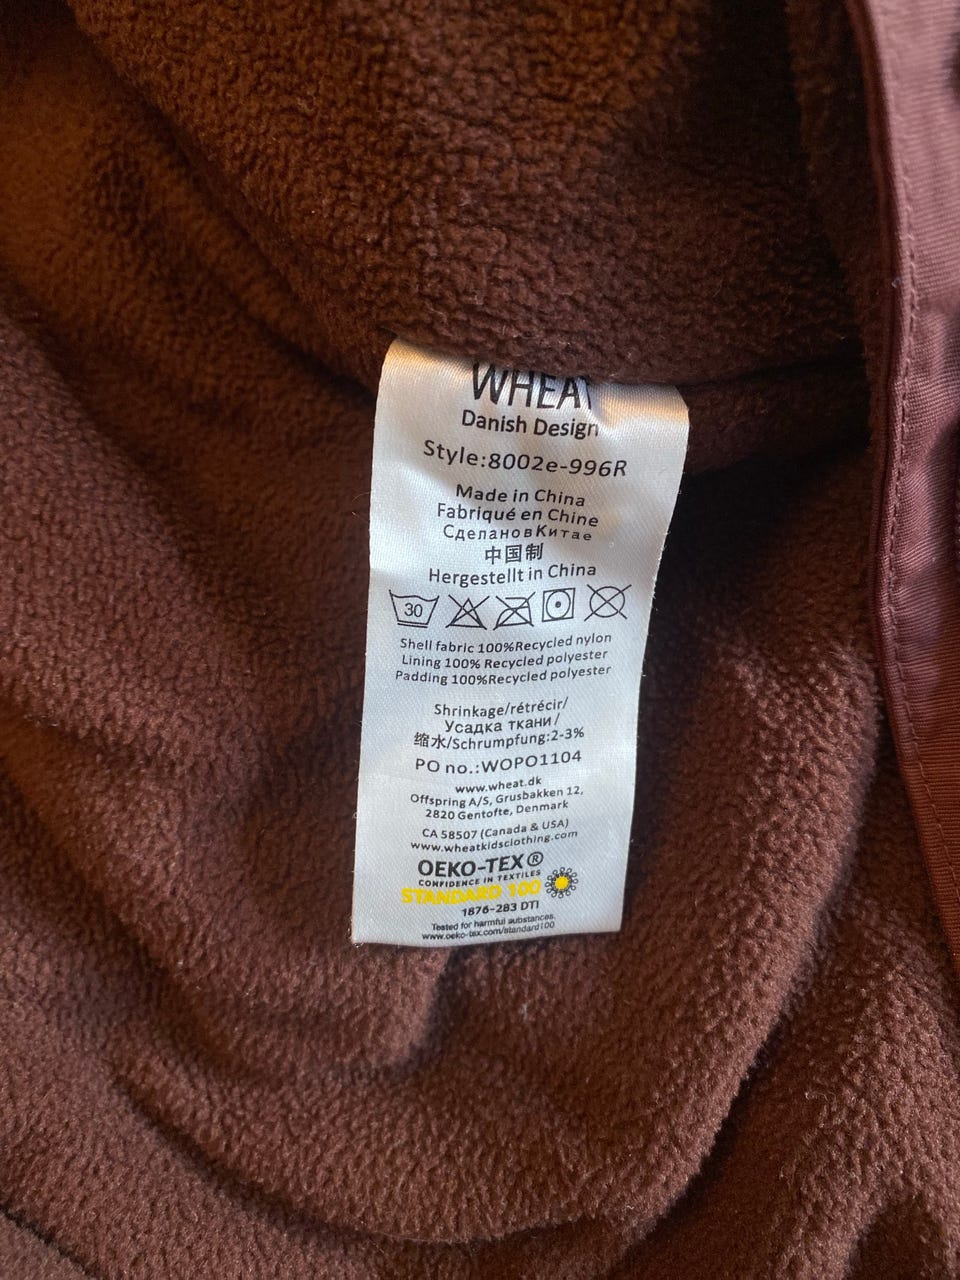 WHEAT
Danish Design
Style:8002e-996R
Made in China
Fabriqué en Chine
СделановКитае
中国制
Hergestellt in China
30
Shell fabric 100%Recycled nylon
Lining 100% Recycled polyester
Padding 100%Recycled polyester
Shrinkage/rétrécir/
Усадка ткани/
缩水/Schrumpfung:2-3%
PO no.:WOPO1104
www.wheat.dk
Offspring A/S, Grusbakken 12,
2820 Gentofte, Denmark
CA 58507 (Canada & USA)
www.wheatkidsclothing.com
OEKO-TEX®
CONFIDENCE IN TEXTILES
STANDARD 100
1876-283 DTI
Tested for harmful substances.
www.oeko-tex.com/standard100